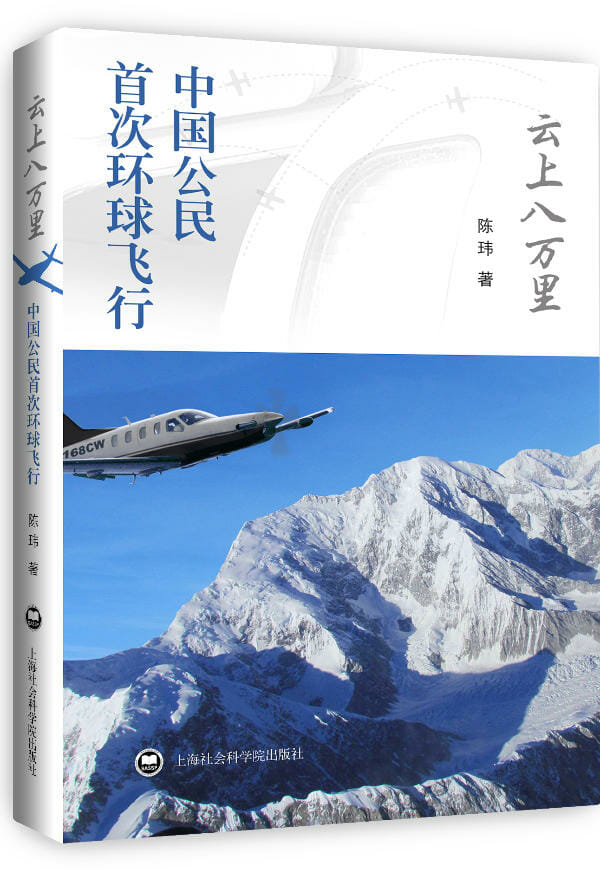 云上八万里
中国公民首次环球飞行
陈玮 著
SASSP
上海社会科学院出版社
云上八万里
陈玮 著
中国公民
首次环球飞行
168CW
SASSP
上海社会科学院出版社